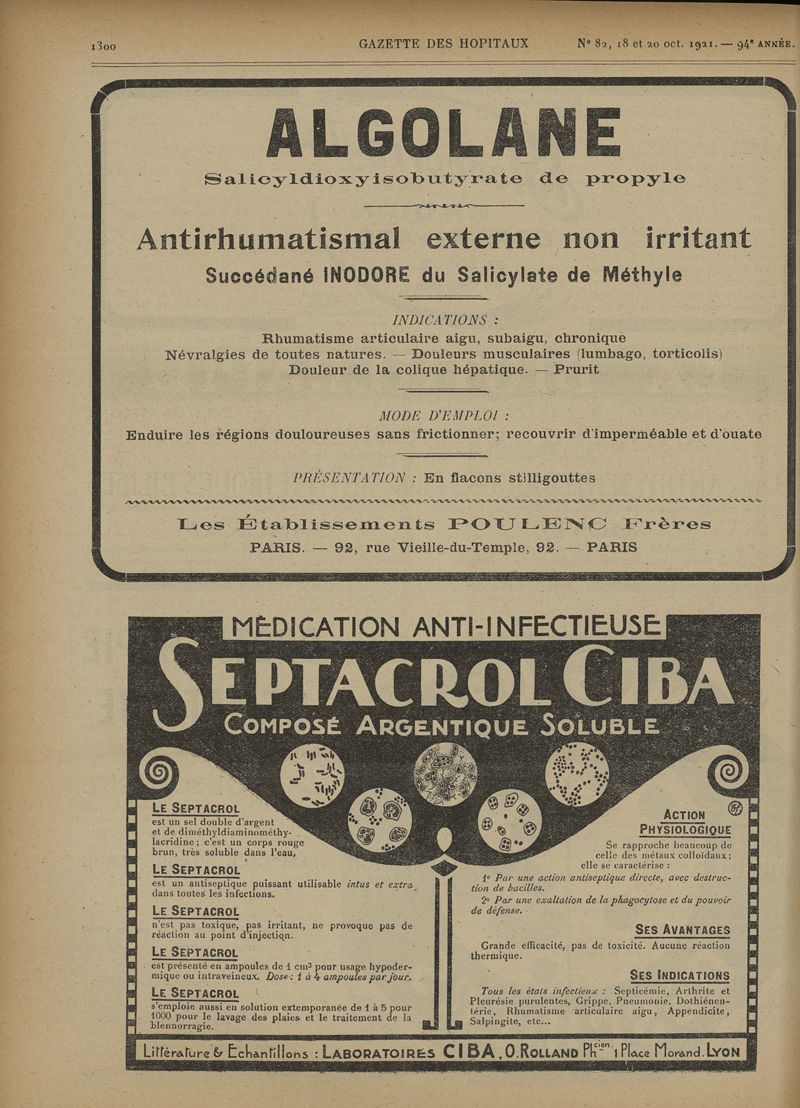 1300
GAZETTE DES HOPITAUX
N° 82, 18 et 20 oct. 1921. — 94e ANNÉE.
ALGOLANE
Salicyldioxyisobutyrate de propyle
Antirhumatismal externe non irritant
Succédané INODORE du Salicylate de Méthyle
INDICATIONS :
Rhumatisme articulaire aigu, subaigu, chronique
Névralgies de toutes natures. — Douleurs musculaires (lumbago, torticolis)
Douleur de la colique hépatique. — Prurit
MODE D'EMPLOI :
Enduire les régions douloureuses sans frictionner; recouvrir d'imperméable et d'ouate
PRÉSENTATION : En flacons stilligouttes
Les Établissements POULENC Frères
PARIS. — 92, rue Vieille-du-Temple, 92. — PARIS
MÉDICATION ANTI-INFECTIEUSE
SEPTACROL CIBA
COMPOSÉ ARGENTIQUE SOLUBLE
LE SEPTACROL
est un sel double d'argent
et de diméthyldiaminométhy-
lacridine; c'est un corps rouge
brun, très soluble dans l'eau,
LE SEPTACROL
est un antiseptique puissant utilisable intus et extra
dans toutes les infections.
LE SEPTACROL
n'est pas toxique, pas irritant, ne provoque pas de
réaction au point d'injection.
LE SEPTACROL
est présenté en ampoules de 1 cm3 pour usage hypoder-
mique ou intraveineux. Dose: 1 à 4 ampoules par jour.
LE SEPTACROL
s'emploie aussi en solution extemporanée de 1 à 5 pour
1000 pour le lavage des plaies et le traitement de la
blennorragie.
ACTION
PHYSIOLOGIQUE
Se rapproche beaucoup de
celle des métaux colloïdaux;
elle se caractérise :
1° Par une action antiseptique directe, avec destruc-
tion de bacilles.
2° Par une exaltation de la phagocytose et du pouvoir
de défense.
SES AVANTAGES
Grande efficacité, pas de toxicité. Aucune réaction
thermique.
SES INDICATIONS
Tous les états infectieux : Septicémie, Arthrite et
Pleurésie purulentes, Grippe, Pneumonie, Dothiénen-
térie, Rhumatisme articulaire aigu, Appendicite,
Salpingite, etc...
Littérature & Echantillons : LABORATOIRES CIBA, O. ROLLAND Phcien 1 Place Morand. LYON